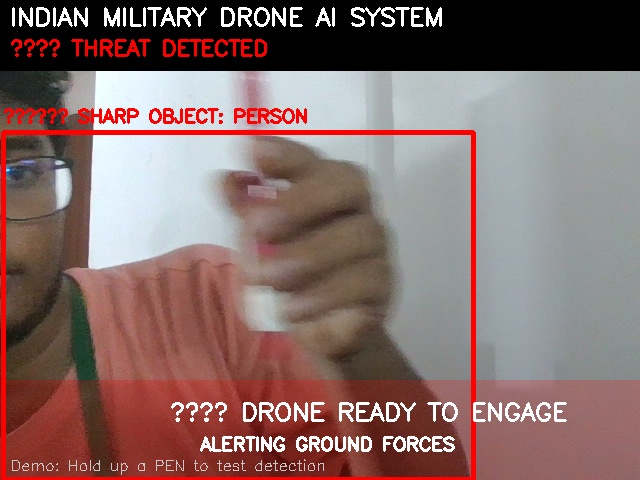 INDIAN MILITARY DRONE AI SYSTEM
???? THREAT DETECTED
?????? SHARP OBJECT: PERSON
???? DRONE READY TO ENGAGE
ALERTING GROUND FORCES
Demo: Hold up a PEN to test detection